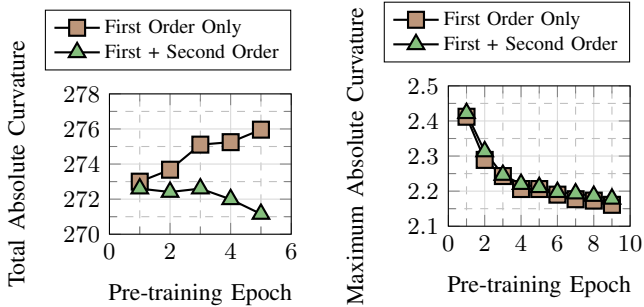 First Order Only
First + Second Order
Total Absolute Curvature
278
276
274
272
270
0 2 4 6
Pre-training Epoch
First Order Only
First + Second Order
Maximum Absolute Curvature
2.5
2.4
2.3
2.2
2.1
0 2 4 6 8 10
Pre-training Epoch